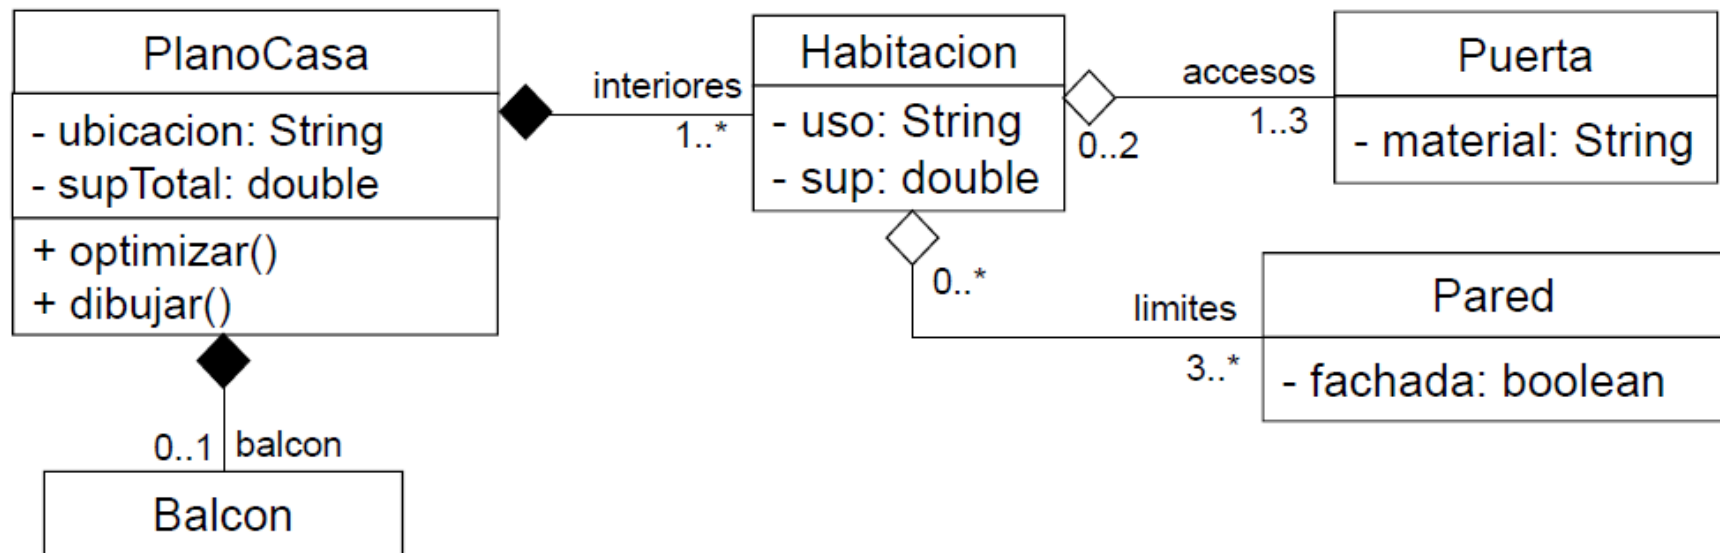 PlanoCasa
- ubicacion: String
- supTotal: double
+ optimizar()
+ dibujar()
interiores
1..*
Habitacion
- uso: String
- sup: double
accesos
0..2
1..3
Puerta
- material: String
0..*
limites
3..*
Pared
- fachada: boolean
0..1
balcon
Balcon